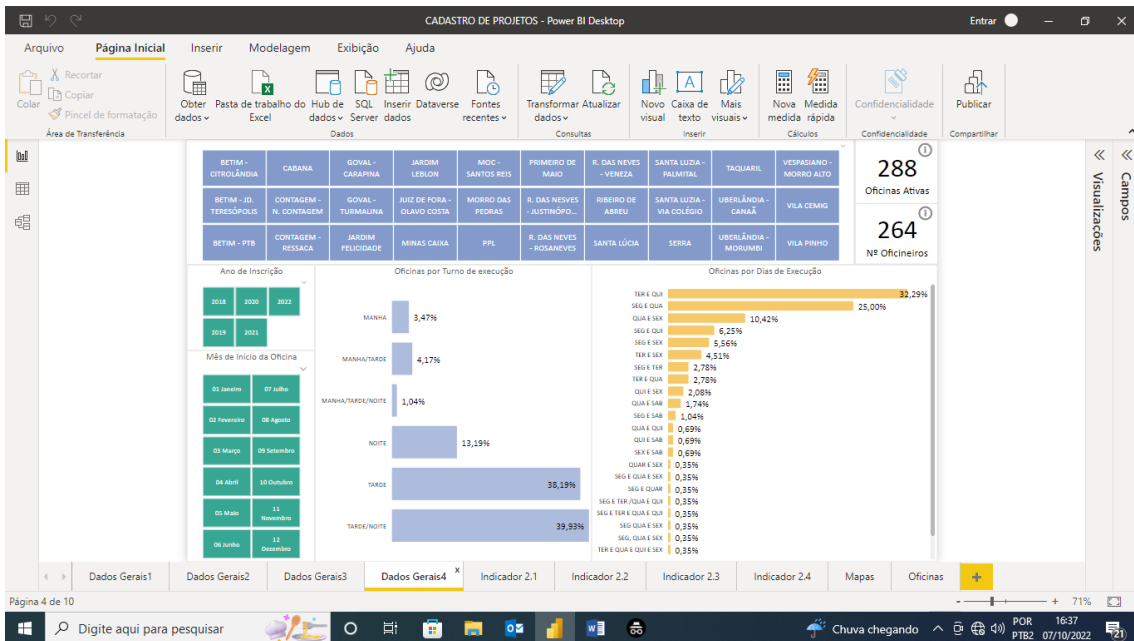 CADASTRO DE PROJETOS - Power BI Desktop
Entrar
Arquivo
Página Inicial
Inserir
Modelagem
Exibição
Ajuda
Colar
Recortar
Copiar
Pincel de formatação
Obter dados
Pasta de trabalho do Excel
Hub de dados
SQL Server
Inserir dados
Dataverse
Fontes recentes
Transformar dados
Atualizar
Novo visual
Caixa de texto
Mais visuais
Nova medida
Medida rápida
Confidencialidade
Publicar
Área de Transferência
Dados
Consultas
Inserir
Cálculos
Confidencialidade
Compartilhar
BETIM - CITROLÂNDIA
CABANA
GOVAL - CARAPINA
JARDIM LEBLON
MOC - SANTOS REIS
PRIMEIRO DE MAIO
R. DAS NEVES - VENEZA
SANTA LUZIA - PALMITAL
TAQUARIL
VESPASIANO - MORRO ALTO
BETIM - JD. TERESÓPOLIS
CONTAGEM - N. CONTAGEM
GOVAL - TURMALINA
JUIZ DE FORA - OLAVO COSTA
MORRO DAS PEDRAS
R. DAS NESVES - JUSTINÓPO...
RIBEIRO DE ABREU
SANTA LUZIA - VIA COLÉGIO
UBERLÂNDIA - CANAÃ
VILA CEMIG
BETIM - PTB
CONTAGEM - RESSACA
JARDIM FELICIDADE
MINAS CAIXA
PPL
R. DAS NEVES - ROSANEVES
SANTA LÚCIA
SERRA
UBERLÂNDIA - MORUMBI
VILA PINHO
288
Oficinas Ativas
264
Nº Oficineiros
Visualizações
Campos
Ano de Inscrição
2018
2020
2022
2019
2021
Mês de Início da Oficina
01 Janeiro
07 Julho
02 Fevereiro
08 Agosto
03 Março
09 Setembro
04 Abril
10 Outubro
05 Maio
11 Novembro
06 Junho
12 Dezembro
Oficinas por Turno de execução
MANHA 3,47%
MANHA/TARDE 4,17%
MANHA/TARDE/NOITE 1,04%
NOITE 13,19%
TARDE 38,19%
TARDE/NOITE 39,93%
Oficinas por Dias de Execução
TER E QUI 32,29%
SEG E QUA 25,00%
QUA E SEX 10,42%
SEG E QUI 6,25%
SEG E SEX 5,56%
TER E SEX 4,51%
SEG E TER 2,78%
TER E QUA 2,78%
QUI E SEX 2,08%
QUA E SAB 1,74%
SEG E SAB 1,04%
QUA E QUI 0,69%
QUI E SAB 0,69%
SEX E SAB 0,69%
QUAR E SEX 0,35%
SEG E QUA E SEX 0,35%
SEG E QUAR 0,35%
SEG E TER /QUA E QUI 0,35%
SEG E TER E QUA E QUI 0,35%
SEG QUA E SEX 0,35%
SEG, QUA E SEX 0,35%
TER E QUA E QUI E SEX 0,35%
Dados Gerais1
Dados Gerais2
Dados Gerais3
Dados Gerais4
Indicador 2.1
Indicador 2.2
Indicador 2.3
Indicador 2.4
Mapas
Oficinas
Página 4 de 10
71%
Digite aqui para pesquisar
Chuva chegando
POR
PTB2
16:37
07/10/2022
21